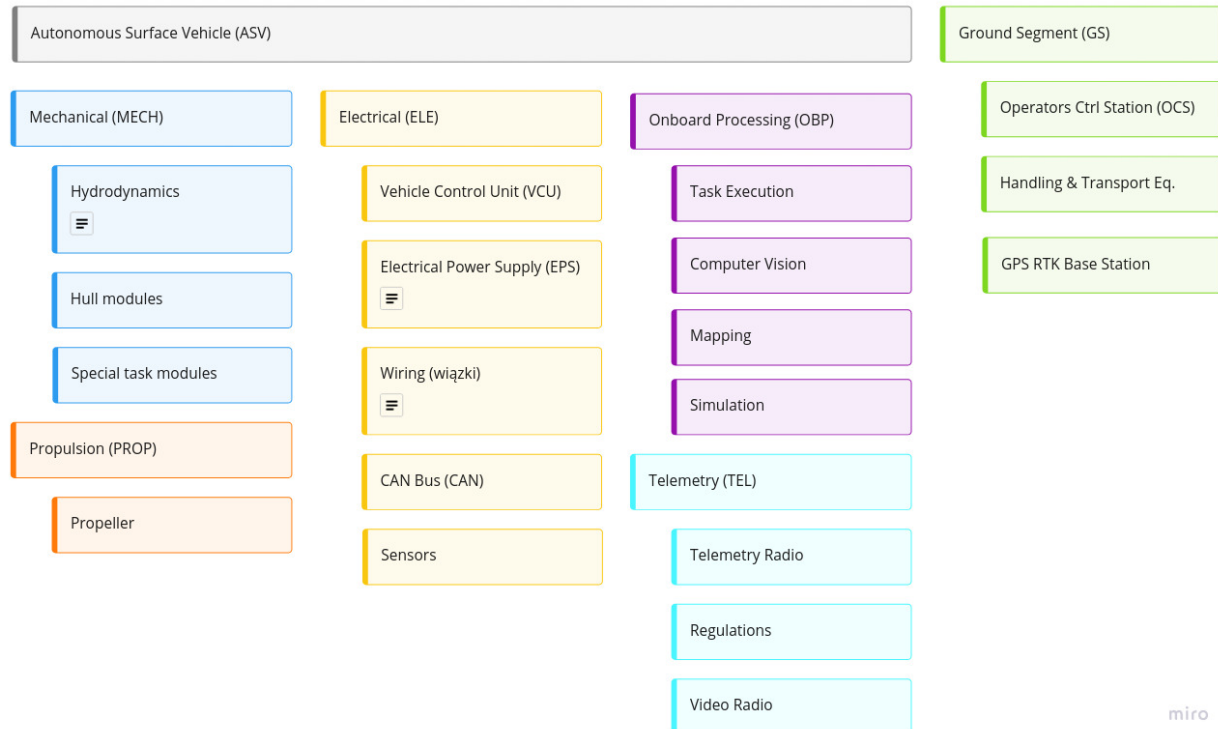 Autonomous Surface Vehicle (ASV)
Mechanical (MECH)
Hydrodynamics
Hull modules
Special task modules
Propulsion (PROP)
Propeller
Electrical (ELE)
Vehicle Control Unit (VCU)
Electrical Power Supply (EPS)
Wiring (wiązki)
CAN Bus (CAN)
Sensors
Onboard Processing (OBP)
Task Execution
Computer Vision
Mapping
Simulation
Telemetry (TEL)
Telemetry Radio
Regulations
Video Radio
Ground Segment (GS)
Operators Ctrl Station (OCS)
Handling & Transport Eq.
GPS RTK Base Station
miro